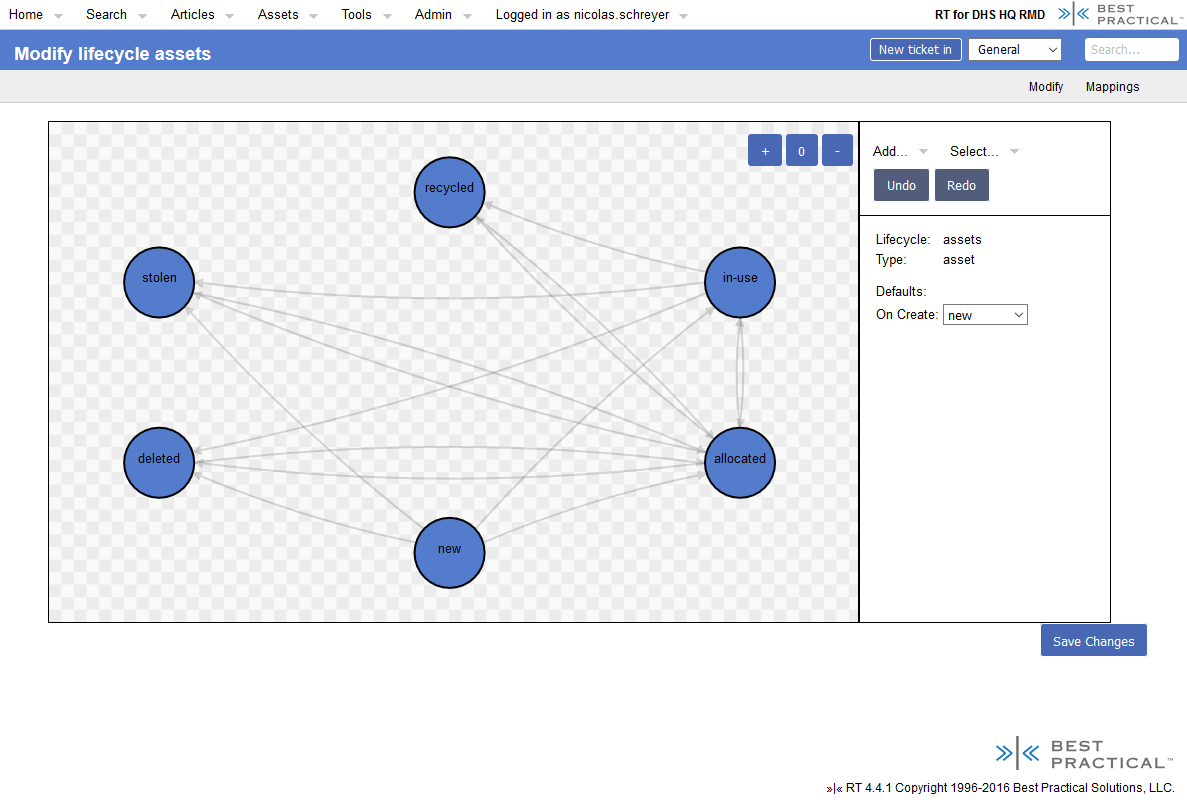 Home Search Articles Assets Tools Admin Logged in as nicolas.schreyer RT for DHS HQ RMD BEST PRACTICAL™
Modify lifecycle assets New ticket in General Search...
Modify Mappings
+ 0 -
Add... Select...
Undo Redo
recycled
Lifecycle: assets
Type: asset
stolen
in-use
Defaults:
On Create: new
deleted
allocated
new
Save Changes
BEST
PRACTICAL™
»|« RT 4.4.1 Copyright 1996-2016 Best Practical Solutions, LLC.